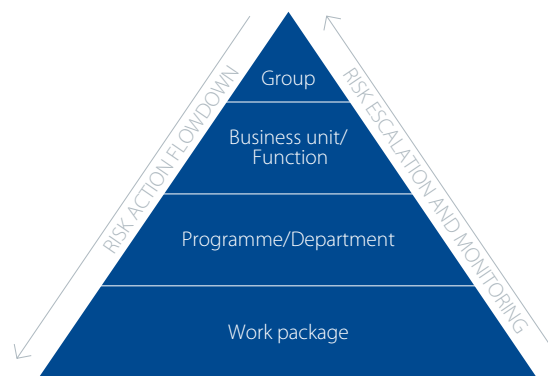 Group
RISK ACTION FLOWDOWN
RISK ESCALATION AND MONITORING
Business unit/
Function
Programme/Department
Work package